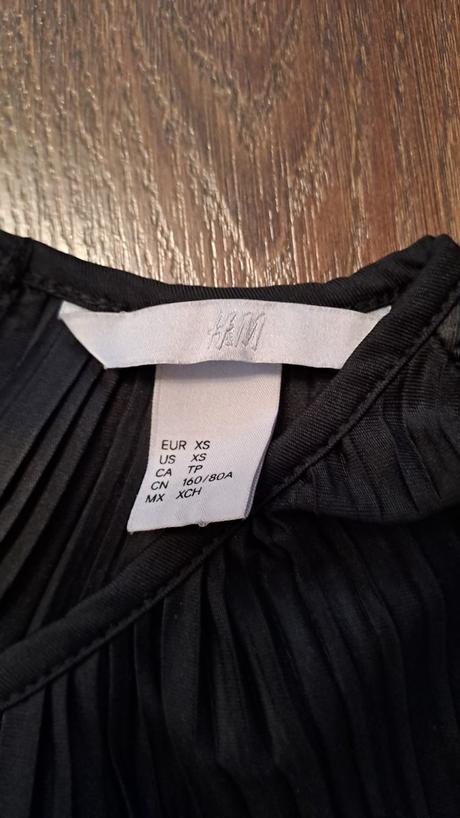 H&M
EUR XS
US XS
CA TP
CN 160/80A
MX XCH